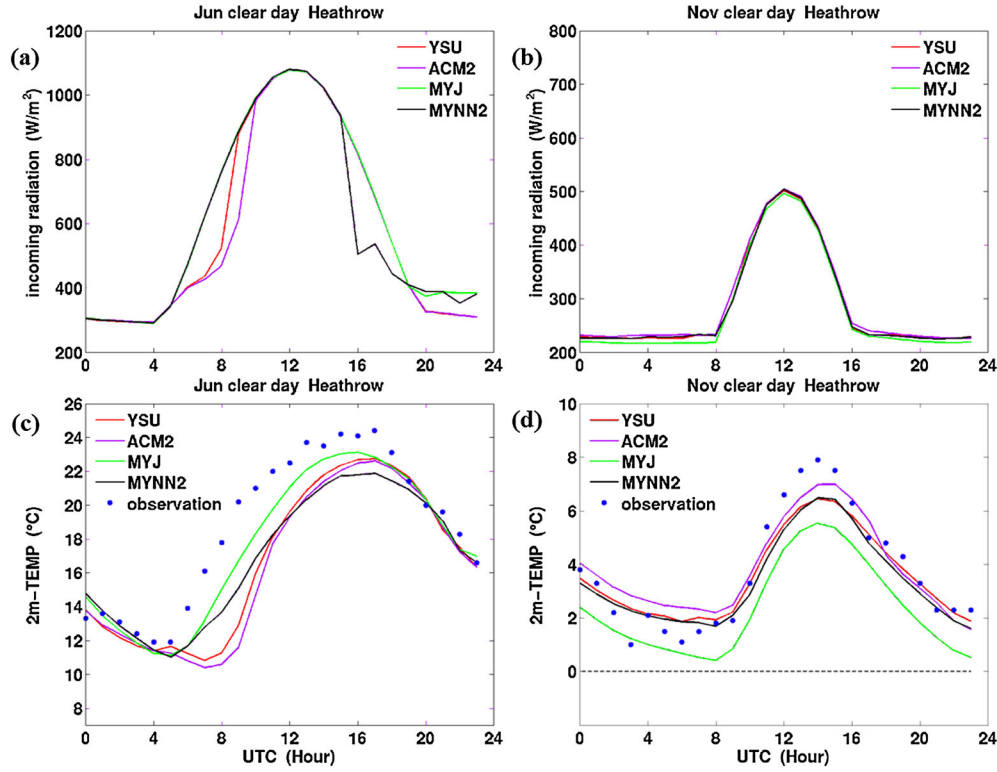 Jun clear day Heathrow
(a)
incoming radiation (W/m²)
1200
1000
800
600
400
200
YSU
ACM2
MYJ
MYNN2
0 4 8 12 16 20 24
Nov clear day Heathrow
(b)
incoming radiation (W/m²)
800
700
600
500
400
300
200
YSU
ACM2
MYJ
MYNN2
0 4 8 12 16 20 24
Jun clear day Heathrow
(c)
2m-TEMP (°C)
26
24
22
20
18
16
14
12
10
8
YSU
ACM2
MYJ
MYNN2
observation
0 4 8 12 16 20 24
UTC (Hour)
Nov clear day Heathrow
(d)
2m-TEMP (°C)
10
8
6
4
2
0
YSU
ACM2
MYJ
MYNN2
observation
0 4 8 12 16 20 24
UTC (Hour)